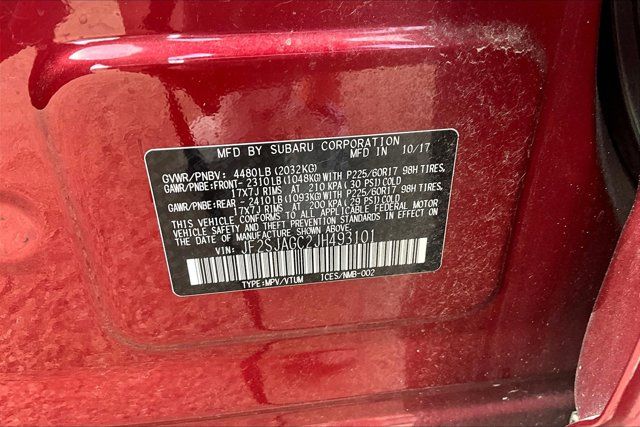 MFD BY SUBARU CORPORATION
MFD IN 10/17
GVWR/PNBV: 4480LB(2032KG)
GAWR/PNBE:FRONT- 2310LB(1048KG)WITH P225/60R17 98H TIRES,
17X7J RIMS AT 210 KPA(30 PSI)COLD
GAWR/PNBE:REAR - 2410LB(1093KG)WITH P225/60R17 98H TIRES,
17X7J RIMS AT 200 KPA(29 PSI)COLD
THIS VEHICLE CONFORMS TO ALL APPLICABLE FEDERAL MOTOR
VEHICLE SAFETY, BUMPER, AND THEFT PREVENTION STANDARDS IN EFFECT ON
THE DATE OF MANUFACTURE SHOWN ABOVE.
VIN: JF2SJAGC2JH493101
TYPE:MPV/VTUM ICES/NMB-002